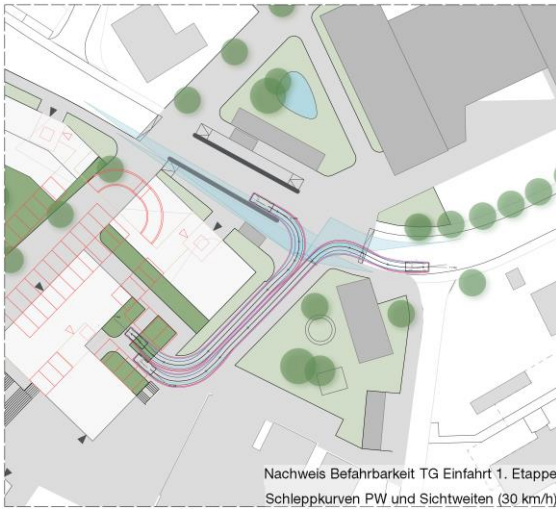 Nachweis Befahrbarkeit TG Einfahrt 1. Etappe
Schleppkurven PW und Sichtweiten (30 km/h)